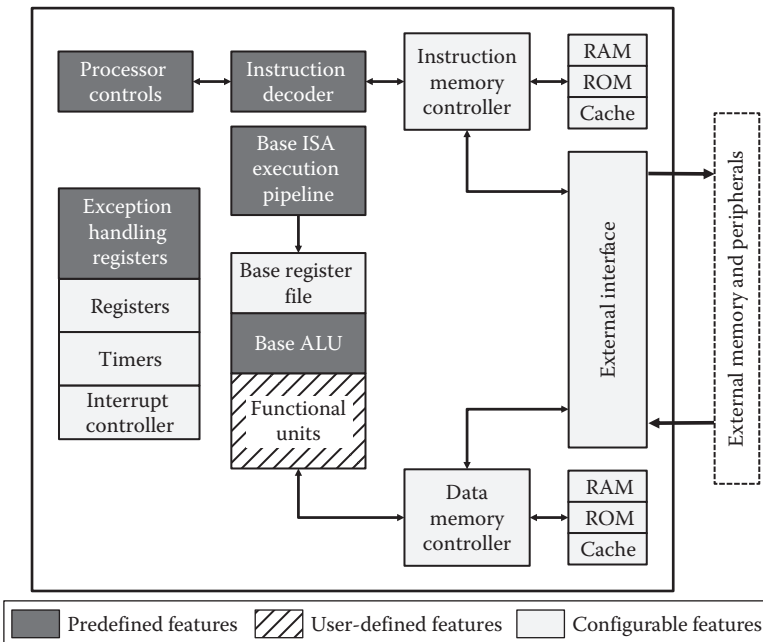 Processor
controls
Instruction
decoder
Instruction
memory
controller
RAM
ROM
Cache
Base ISA
execution
pipeline
Exception
handling
registers
Registers
Timers
Interrupt
controller
Base register
file
Base ALU
Functional
units
External interface
External memory and peripherals
Data
memory
controller
RAM
ROM
Cache
Predefined features
User-defined features
Configurable features